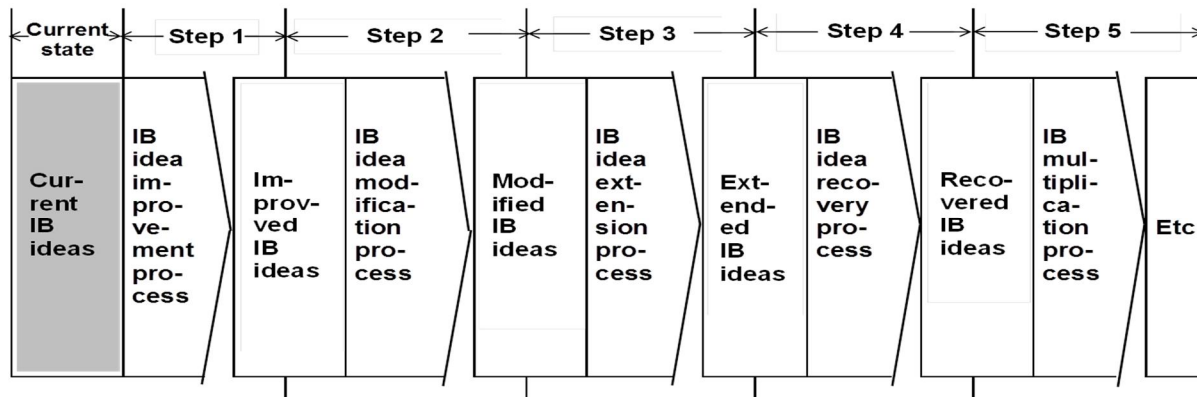 Current
state
Step 1
Step 2
Step 3
Step 4
Step 5
Cur-
rent
IB
ideas
IB
idea
im-
pro-
ve-
ment
pro-
cess
Im-
provved
IB
ideas
IB
idea
mod-
ifica-
tion
pro-
cess
Mod-
ified
IB
ideas
IB
idea
ext-
en-
sion
pro-
cess
Ext-
end-
ed
IB
ideas
IB
idea
reco-
very
pro-
cess
Reco-
vered
IB
ideas
IB
mul-
tipli-
ca-
tion
pro-
cess
Etc.